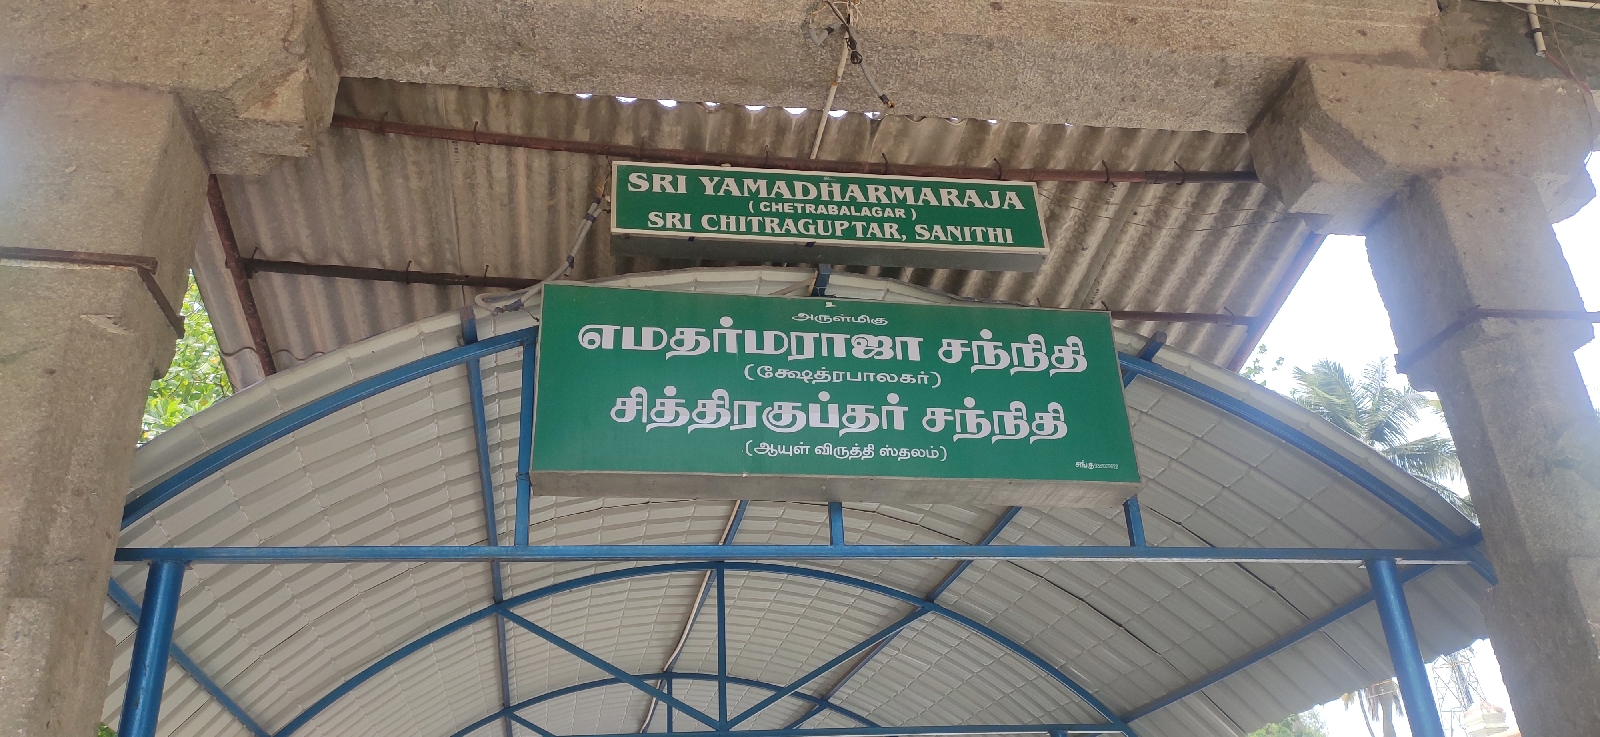 SRI YAMADHARMARAJA
( CHETRABALAGAR )
SRI CHITRAGUPTAR, SANITHI
அருள்மிகு
எமதர்மராஜா சந்நிதி
(க்ஷேத்ரபாலகர்)
சித்திரகுப்தர் சந்நிதி
(ஆயுள் விருத்தி ஸ்தலம்)